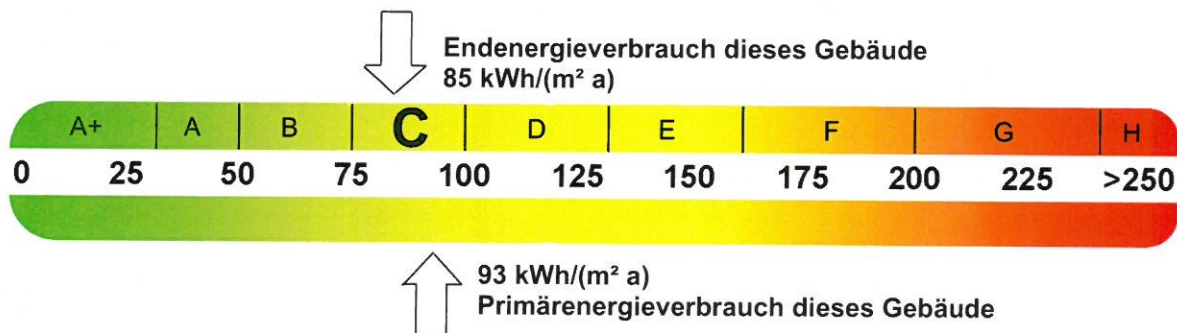 Endenergieverbrauch dieses Gebäude
85 kWh/(m² a)
A+ A B C D E F G H
0 25 50 75 100 125 150 175 200 225 >250
93 kWh/(m² a)
Primärenergieverbrauch dieses Gebäude